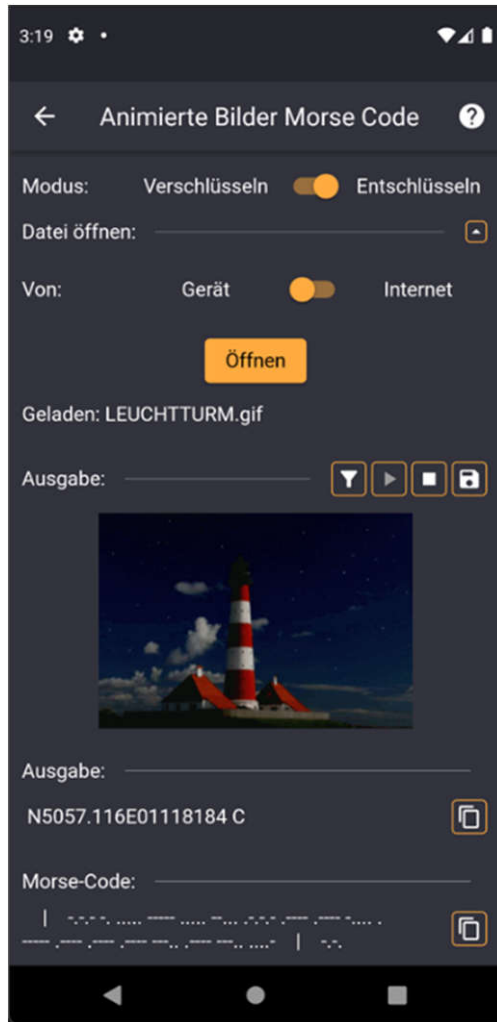 3:19
Animierte Bilder Morse Code
Modus: Verschlüsseln Entschlüsseln
Datei öffnen:
Von: Gerät Internet
Öffnen
Geladen: LEUCHTTURM.gif
Ausgabe:
Ausgabe:
N5057.116E01118184 C
Morse-Code:
| -.-.- -. ..... ----- ..... --... .-.-.- .---- .---- -.... .
----- .---- .---- .---- ---.. .---- ---.. ....- | -.-.